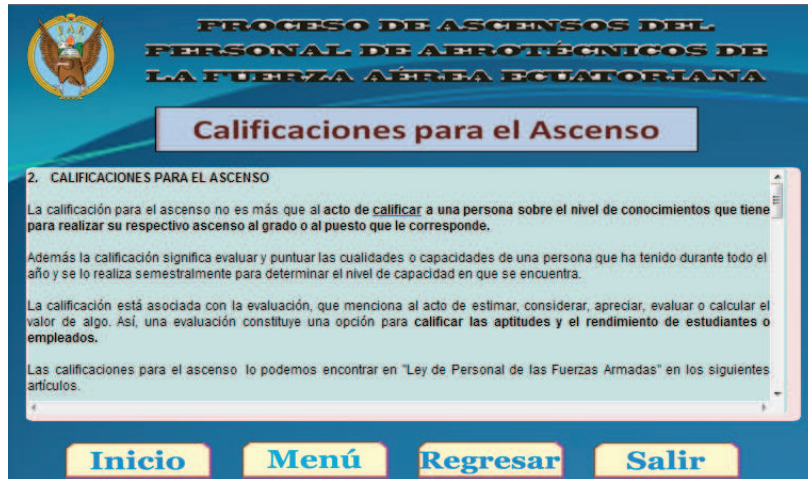 PROCESO DE ASCENSOS DEL
PERSONAL DE AEROTÉCNICOS DE
LA FUERZA AÉREA ECUATORIANA
Calificaciones para el Ascenso
2. CALIFICACIONES PARA EL ASCENSO
La calificación para el ascenso no es más que al acto de calificar a una persona sobre el nivel de conocimientos que tiene
para realizar su respectivo ascenso al grado o al puesto que le corresponde.
Además la calificación significa evaluar y puntuar las cualidades o capacidades de una persona que ha tenido durante todo el
año y se lo realiza semestralmente para determinar el nivel de capacidad en que se encuentra.
La calificación está asociada con la evaluación, que menciona al acto de estimar, considerar, apreciar, evaluar o calcular el
valor de algo. Así, una evaluación constituye una opción para calificar las aptitudes y el rendimiento de estudiantes o
empleados.
Las calificaciones para el ascenso lo podemos encontrar en "Ley de Personal de las Fuerzas Armadas" en los siguientes
artículos.
Inicio
Menú
Regresar
Salir